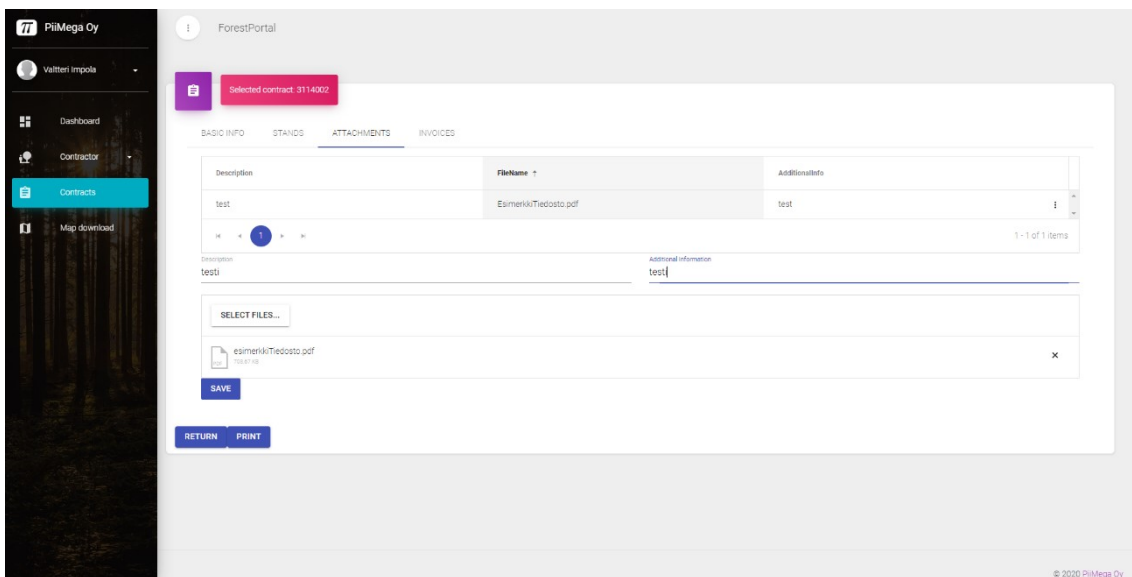 PiiMega Oy
ForestPortal
Valtteri Impola
Selected contract: 3114002
Dashboard
Contractor
Contracts
Map download
BASIC INFO STANDS ATTACHMENTS INVOICES
Description FileName ↑ AdditionalInfo
test EsimerkkiTiedosto.pdf test
1 1 - 1 of 1 items
Description Additional Information
testi testi
SELECT FILES...
esimerkkiTiedosto.pdf
SAVE
RETURN PRINT
© 2020 PiiMega Oy